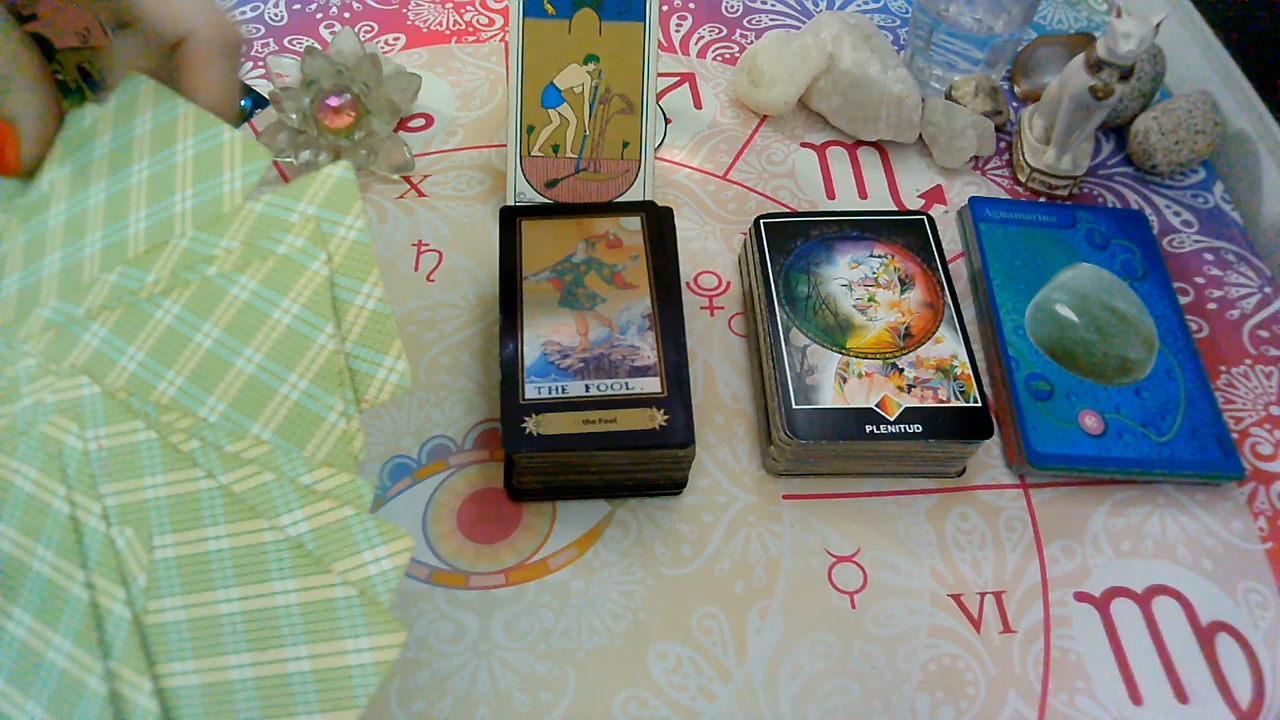 Aguamarina
X
THE FOOL.
the Fool
PLENITUD
VI